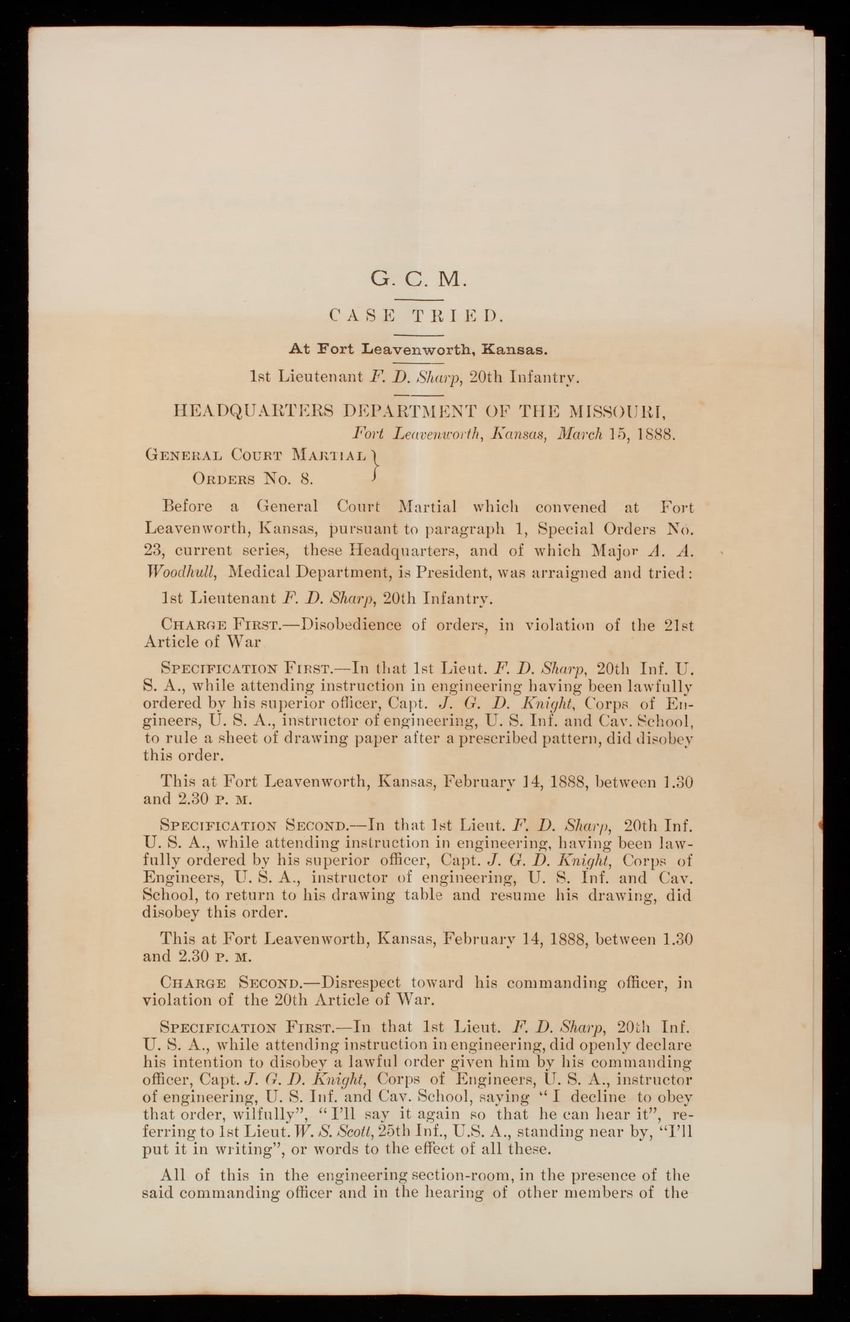 G. C. M.
CASE TRIED.
At Fort Leavenworth, Kansas.
1st Lieutenant F. D. Sharp, 20th Infantry.
HEADQUARTERS DEPARTMENT OF THE MISSOURI,
Fort Leavenworth, Kansas, March 15, 1888.
GENERAL COURT MARTIAL }
ORDERS No. 8.
Before a General Court Martial which convened at Fort
Leavenworth, Kansas, pursuant to paragraph 1, Special Orders No.
23, current series, these Headquarters, and of which Major A. A.
Woodhull, Medical Department, is President, was arraigned and tried:
1st Lieutenant F. D. Sharp, 20th Infantry.
CHARGE FIRST.—Disobedience of orders, in violation of the 21st
Article of War
SPECIFICATION FIRST.—In that 1st Lieut. F. D. Sharp, 20th Inf. U.
S. A., while attending instruction in engineering having been lawfully
ordered by his superior officer, Capt. J. G. D. Knight, Corps of En-
gineers, U. S. A., instructor of engineering, U. S. Inf. and Cav. School,
to rule a sheet of drawing paper after a prescribed pattern, did disobey
this order.
This at Fort Leavenworth, Kansas, February 14, 1888, between 1.30
and 2.30 P. M.
SPECIFICATION SECOND.—In that 1st Lieut. F. D. Sharp, 20th Inf.
U. S. A., while attending instruction in engineering, having been law-
fully ordered by his superior officer, Capt. J. G. D. Knight, Corps of
Engineers, U. S. A., instructor of engineering, U. S. Inf. and Cav.
School, to return to his drawing table and resume his drawing, did
disobey this order.
This at Fort Leavenworth, Kansas, February 14, 1888, between 1.30
and 2.30 P. M.
CHARGE SECOND.—Disrespect toward his commanding officer, in
violation of the 20th Article of War.
SPECIFICATION FIRST.—In that 1st Lieut. F. D. Sharp, 20th Inf.
U. S. A., while attending instruction in engineering, did openly declare
his intention to disobey a lawful order given him by his commanding
officer, Capt. J. G. D. Knight, Corps of Engineers, U. S. A., instructor
of engineering, U. S. Inf. and Cav. School, saying “I decline to obey
that order, wilfully”, “I’ll say it again so that he can hear it”, re-
ferring to 1st Lieut. W. S. Scott, 25th Inf., U.S. A., standing near by, “I’ll
put it in writing”, or words to the effect of all these.
All of this in the engineering section-room, in the presence of the
said commanding officer and in the hearing of other members of the